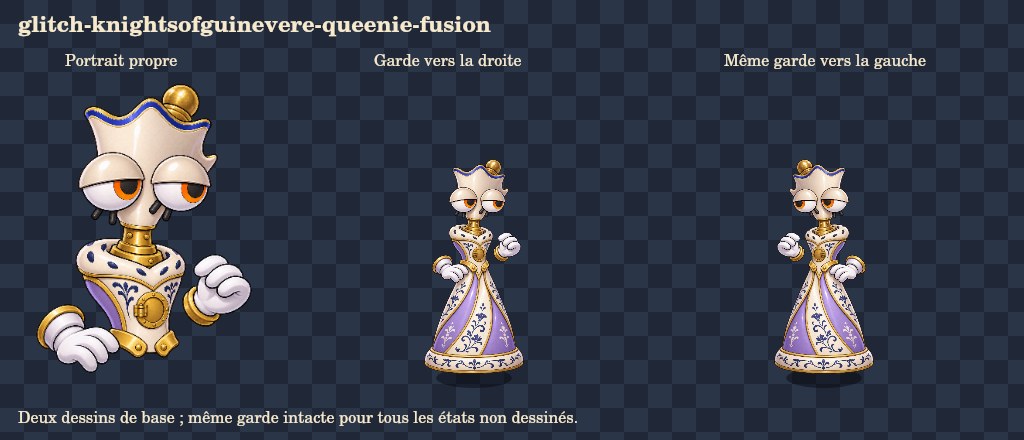 glitch-knightsofguinevere-queenie-fusion
Portrait propre
Garde vers la droite
Même garde vers la gauche
Deux dessins de base ; même garde intacte pour tous les états non dessinés.